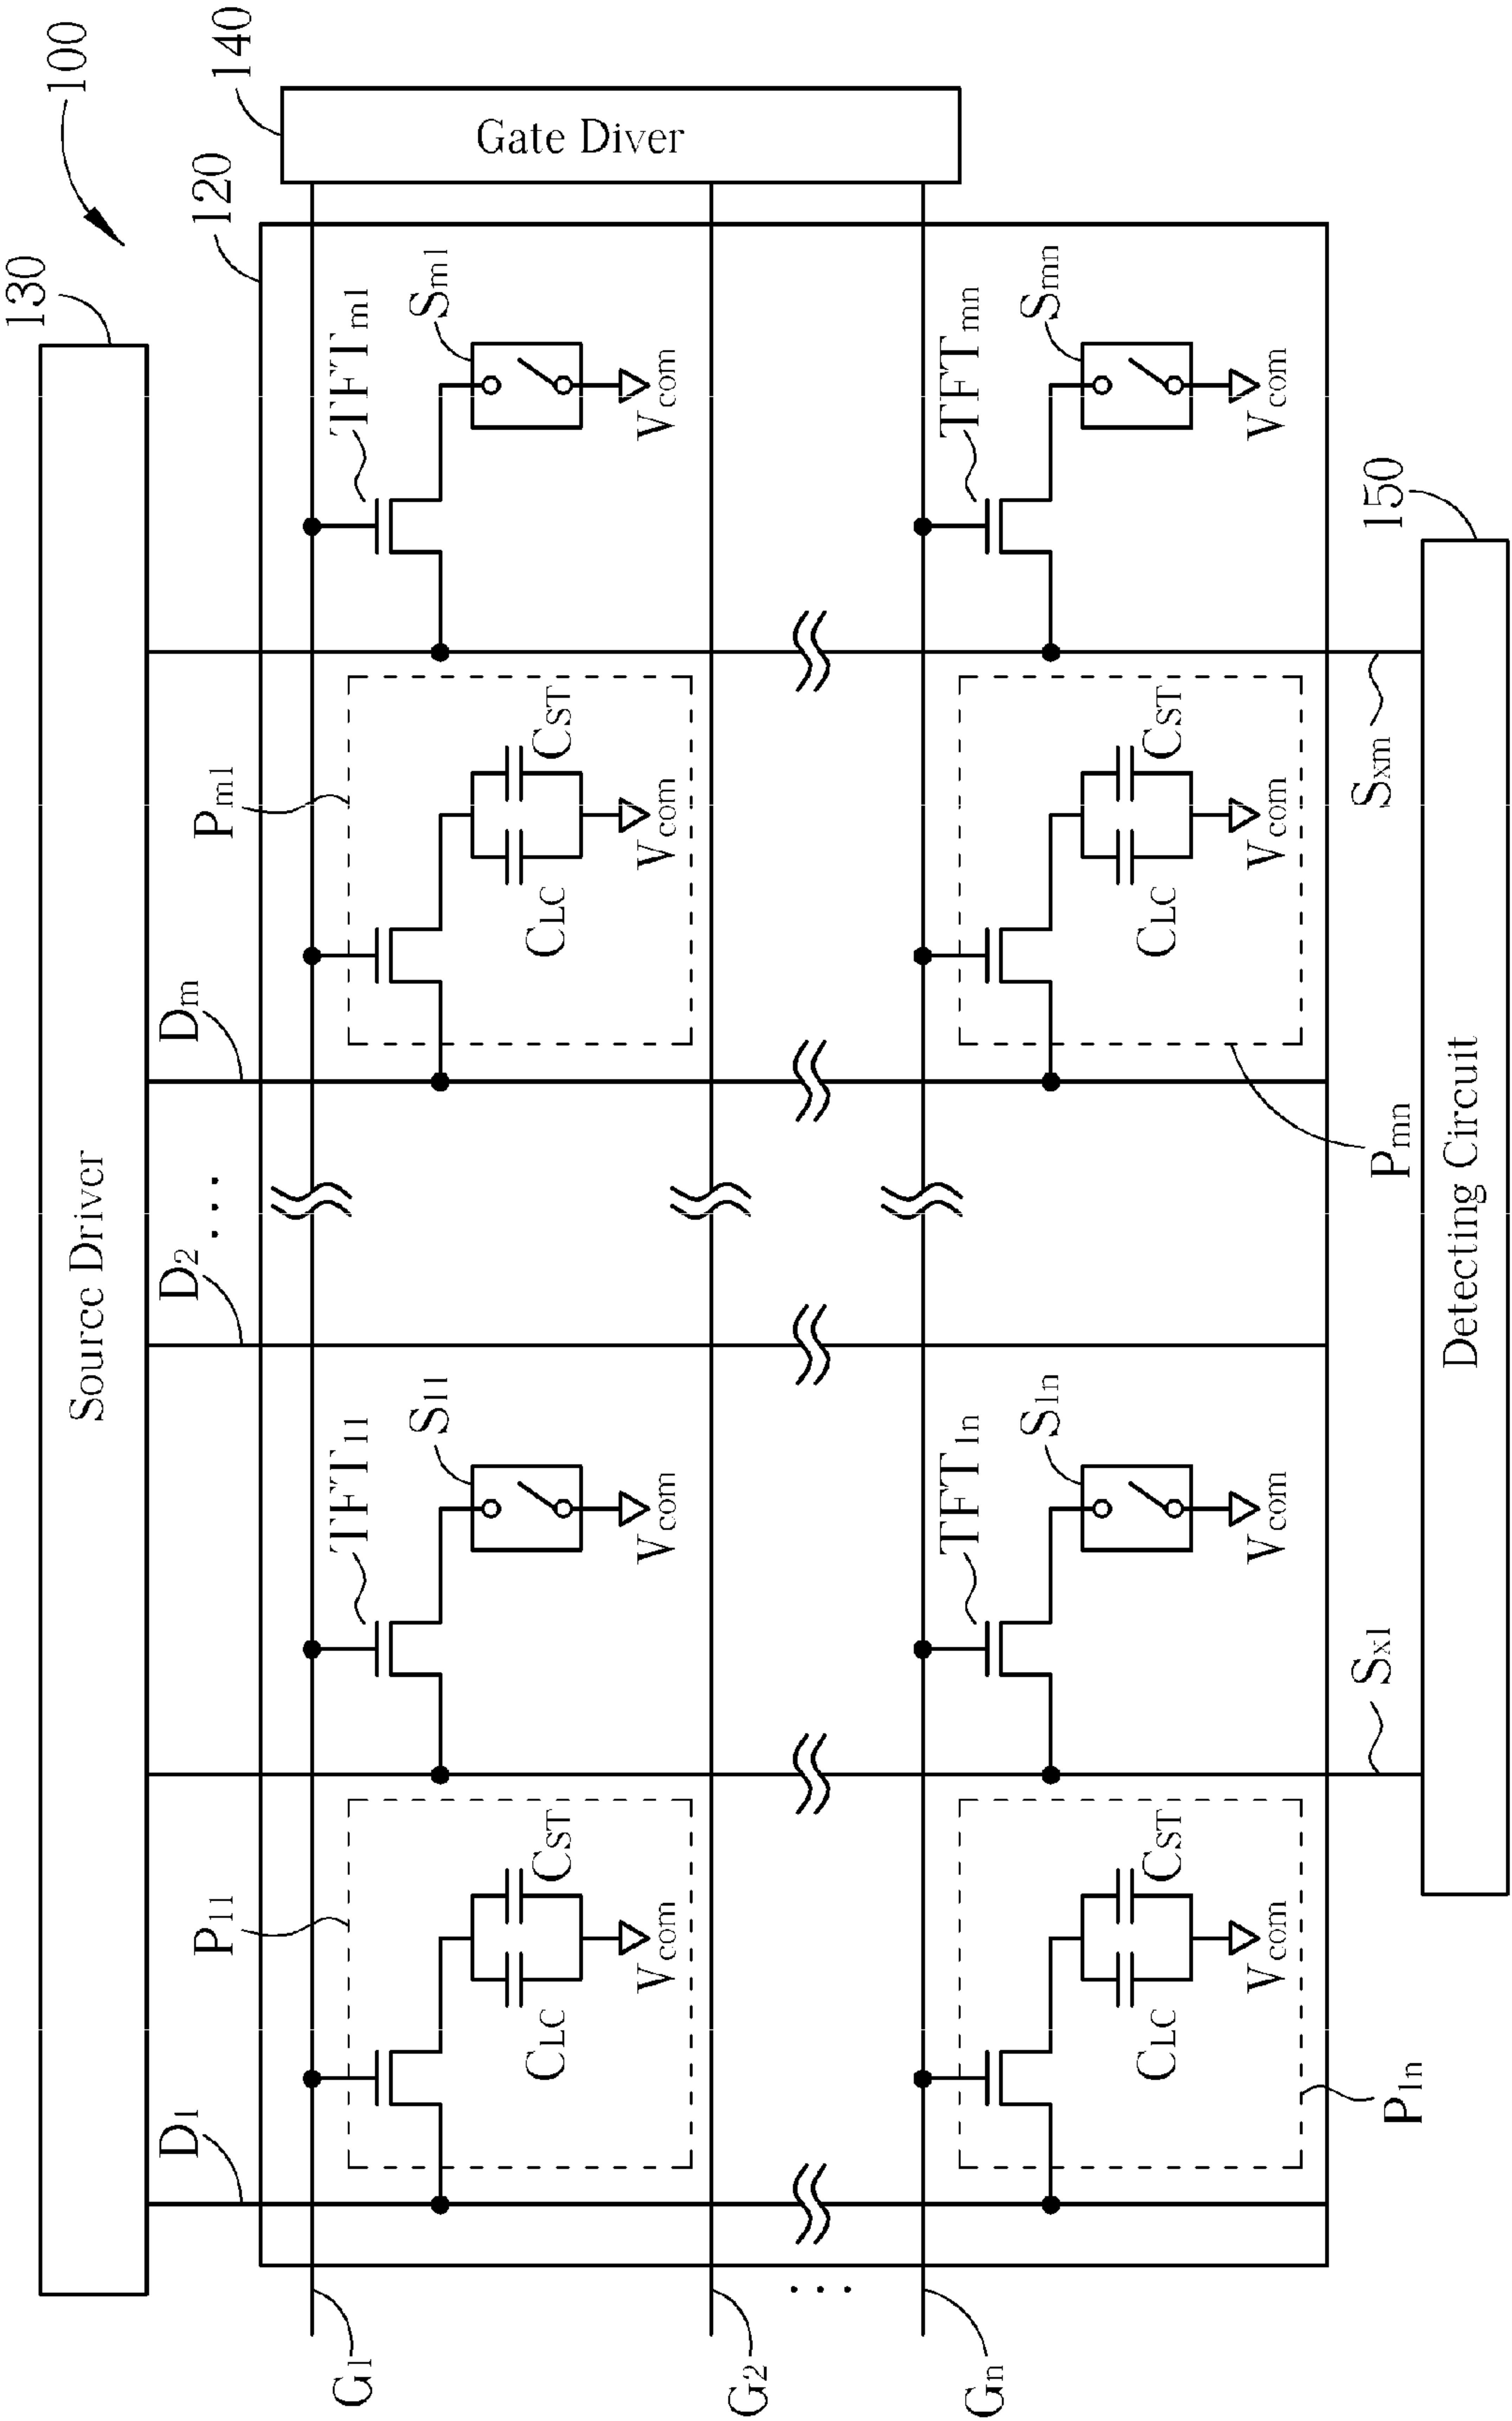 100
130
Source Driver
120
140
Gate Diver
D1
D2
...
Dm
P11
TFT11
S11
Pm1
TFTm1
Sm1
CLC
CST
Vcom
Vcom
CLC
CST
Vcom
Vcom
G1
G2
...
Gn
TFT1n
S1n
TFTmn
Smn
CLC
CST
Vcom
Vcom
CLC
CST
Vcom
Vcom
P1n
Sx1
Pmn
Sxm
150
Detecting Circuit